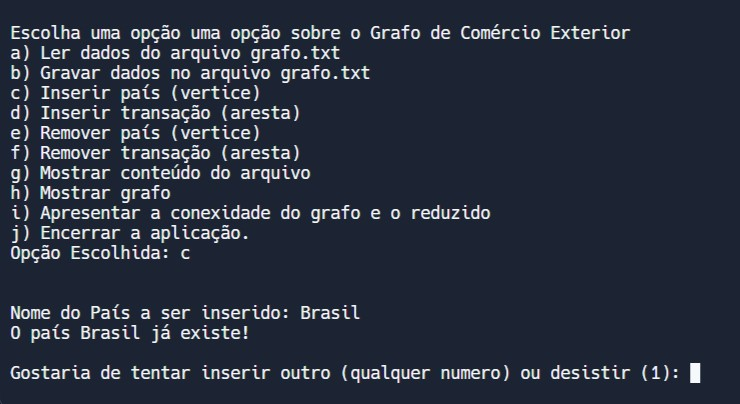 Escolha uma opção uma opção sobre o Grafo de Comércio Exterior
a) Ler dados do arquivo grafo.txt
b) Gravar dados no arquivo grafo.txt
c) Inserir país (vertice)
d) Inserir transação (aresta)
e) Remover país (vertice)
f) Remover transação (aresta)
g) Mostrar conteúdo do arquivo
h) Mostrar grafo
i) Apresentar a conexidade do grafo e o reduzido
j) Encerrar a aplicação.
Opção Escolhida: c
Nome do País a ser inserido: Brasil
O país Brasil já existe!
Gostaria de tentar inserir outro (qualquer numero) ou desistir (1):